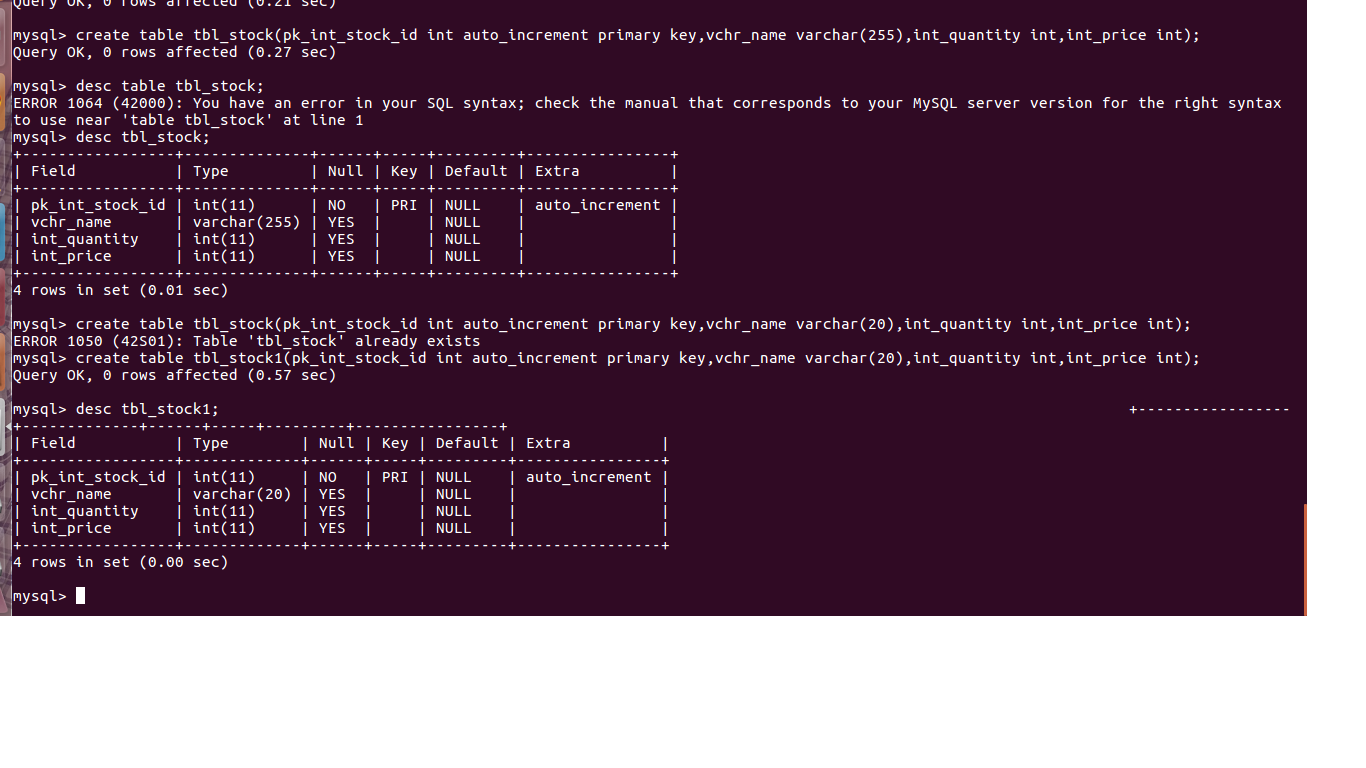 Query OK, 0 rows affected (0.21 sec)
mysql> create table tbl_stock(pk_int_stock_id int auto_increment primary key,vchr_name varchar(255),int_quantity int,int_price int);
Query OK, 0 rows affected (0.27 sec)
mysql> desc table tbl_stock;
ERROR 1064 (42000): You have an error in your SQL syntax; check the manual that corresponds to your MySQL server version for the right syntax
to use near 'table tbl_stock' at line 1
mysql> desc tbl_stock;
+-----------------+--------------+------+-----+---------+----------------+
| Field           | Type         | Null | Key | Default | Extra          |
+-----------------+--------------+------+-----+---------+----------------+
| pk_int_stock_id | int(11)      | NO   | PRI | NULL    | auto_increment |
| vchr_name       | varchar(255) | YES  |     | NULL    |                |
| int_quantity    | int(11)      | YES  |     | NULL    |                |
| int_price       | int(11)      | YES  |     | NULL    |                |
+-----------------+--------------+------+-----+---------+----------------+
4 rows in set (0.01 sec)
mysql> create table tbl_stock(pk_int_stock_id int auto_increment primary key,vchr_name varchar(20),int_quantity int,int_price int);
ERROR 1050 (42S01): Table 'tbl_stock' already exists
mysql> create table tbl_stock1(pk_int_stock_id int auto_increment primary key,vchr_name varchar(20),int_quantity int,int_price int);
Query OK, 0 rows affected (0.57 sec)
mysql> desc tbl_stock1; +-----------------
+-------------+------+-----+---------+----------------+
| Field           | Type        | Null | Key | Default | Extra          |
+-----------------+-------------+------+-----+---------+----------------+
| pk_int_stock_id | int(11)     | NO   | PRI | NULL    | auto_increment |
| vchr_name       | varchar(20) | YES  |     | NULL    |                |
| int_quantity    | int(11)     | YES  |     | NULL    |                |
| int_price       | int(11)     | YES  |     | NULL    |                |
+-----------------+-------------+------+-----+---------+----------------+
4 rows in set (0.00 sec)
mysql>